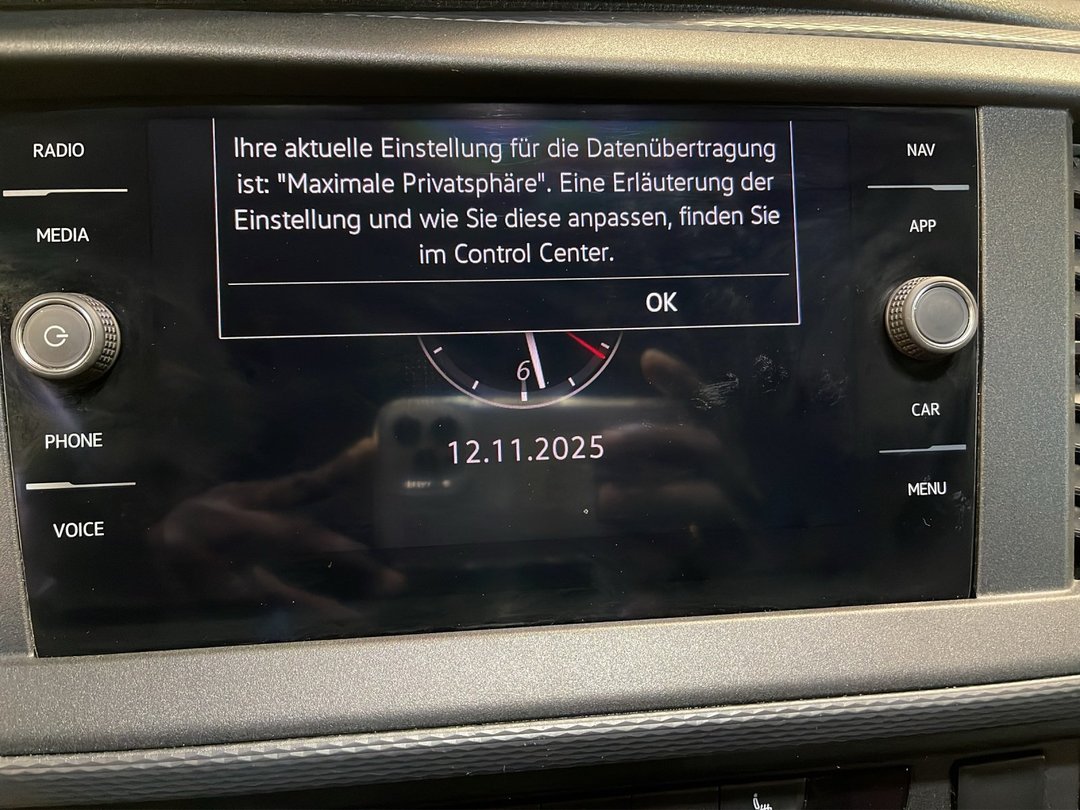 Ihre aktuelle Einstellung für die Datenübertragung
ist: "Maximale Privatsphäre". Eine Erläuterung der
Einstellung und wie Sie diese anpassen, finden Sie
im Control Center.
OK
6
12.11.2025
RADIO
MEDIA
PHONE
VOICE
NAV
APP
CAR
MENU